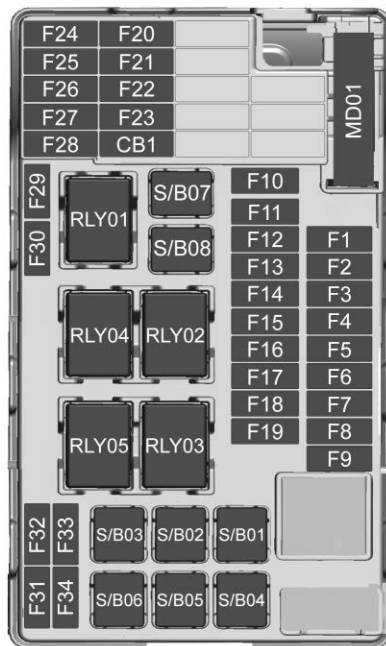 F24 F20
F25 F21
F26 F22
F27 F23
F28 CB1
MD01
F29
F30
RLY01
S/B07
S/B08
F10
F11
F12 F1
F13 F2
F14 F3
F15 F4
F16 F5
F17 F6
F18 F7
F19 F8
F9
RLY04 RLY02
RLY05 RLY03
F32 F33
F31 F34
S/B03 S/B02 S/B01
S/B06 S/B05 S/B04